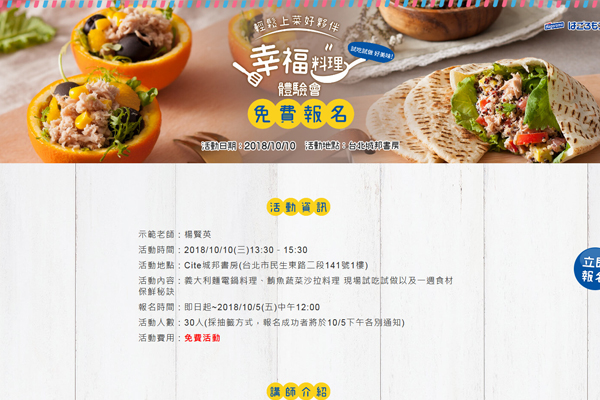 輕鬆上菜好夥伴
試吃試做 好美味!
はごろも
幸福料理
體驗會
免費報名
活動日期:2018/10/10 活動地點:台北城邦書房
活動資訊
示範老師:楊賢英
活動時間:2018/10/10(三)13:30 - 15:30
活動地點:Cite城邦書房(台北市民生東路二段141號1樓)
活動內容:義大利麵電鍋料理、鮪魚蔬菜沙拉料理 現場試吃試做以及一週食材
保鮮秘訣
報名時間:即日起~2018/10/5(五)中午12:00
活動人數:30人(採抽籤方式,報名成功者將於10/5下午各別通知)
活動費用:免費活動
立即
報名
講師介紹